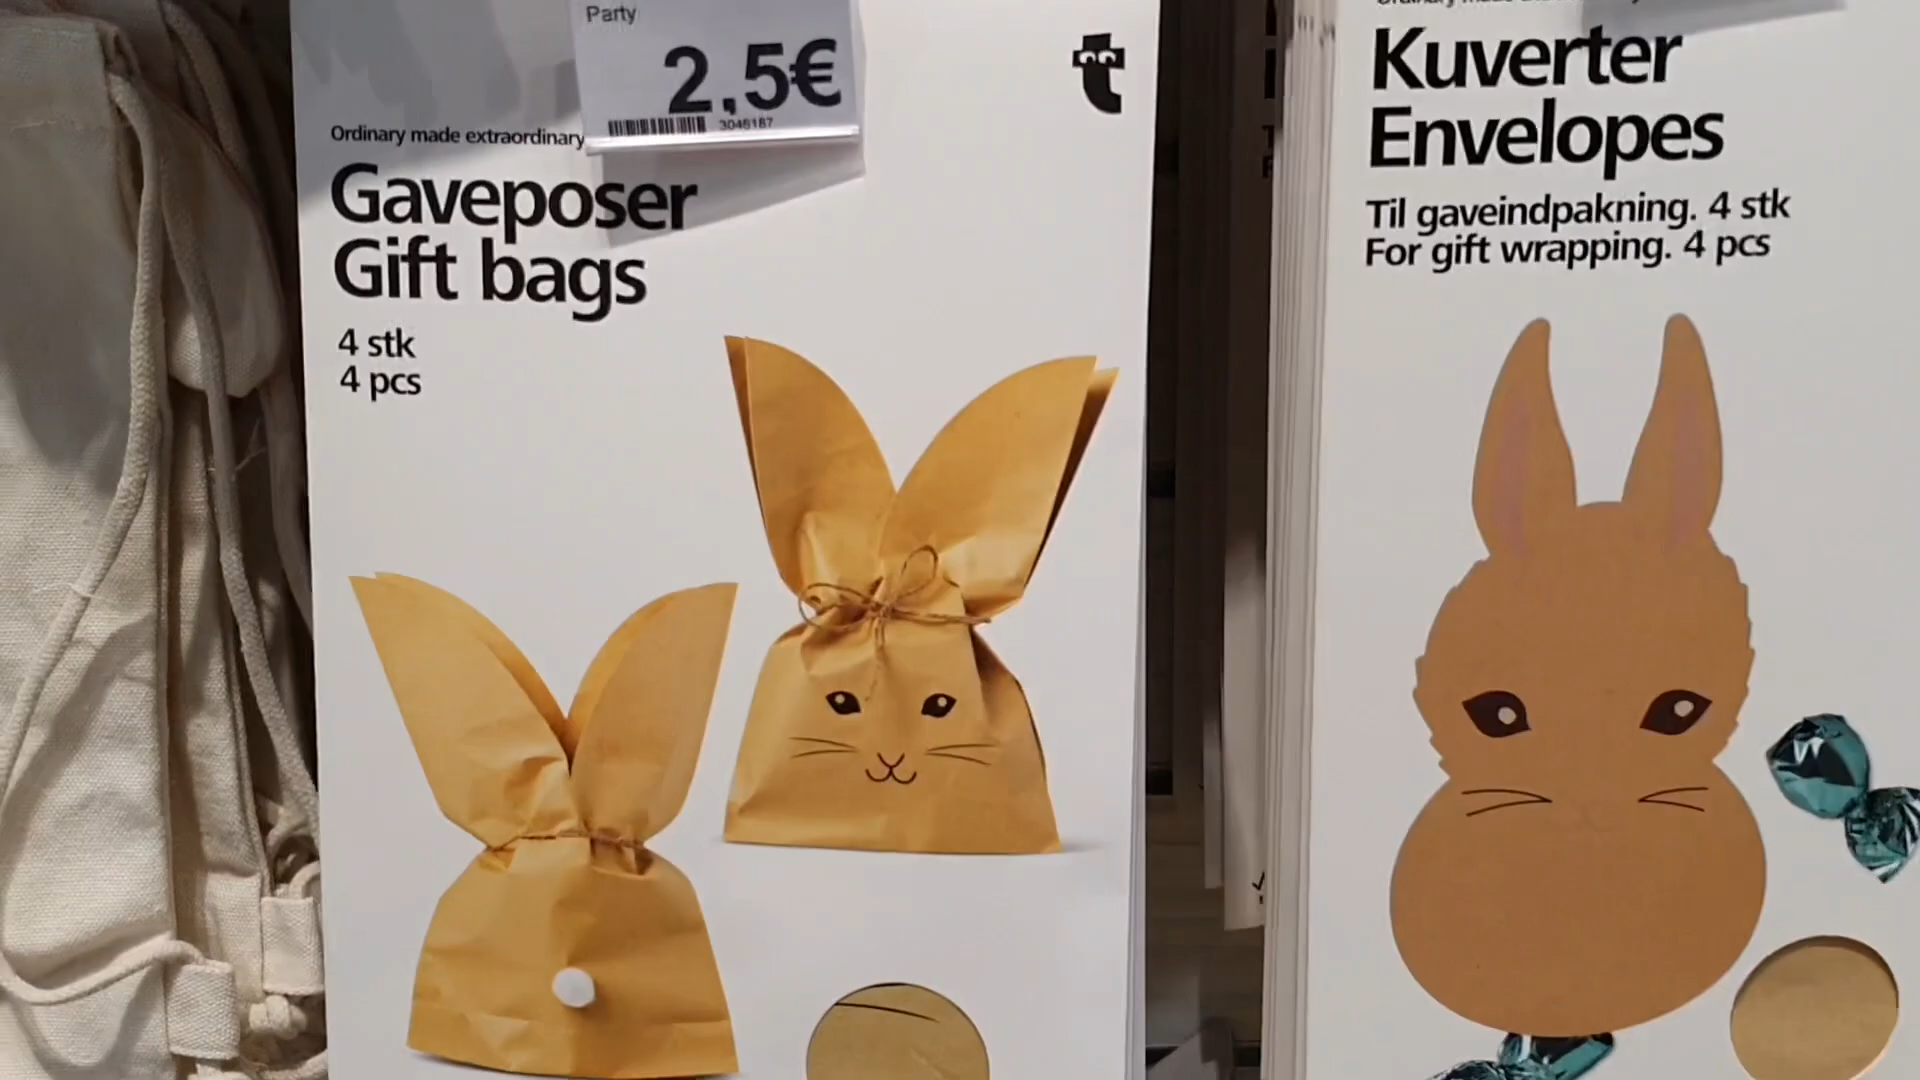 Party
2,5€
3046187
Ordinary made extraordinary
Gaveposer
Gift bags
4 stk
4 pcs
Kuverter
Envelopes
Til gaveindpakning. 4 stk
For gift wrapping. 4 pcs